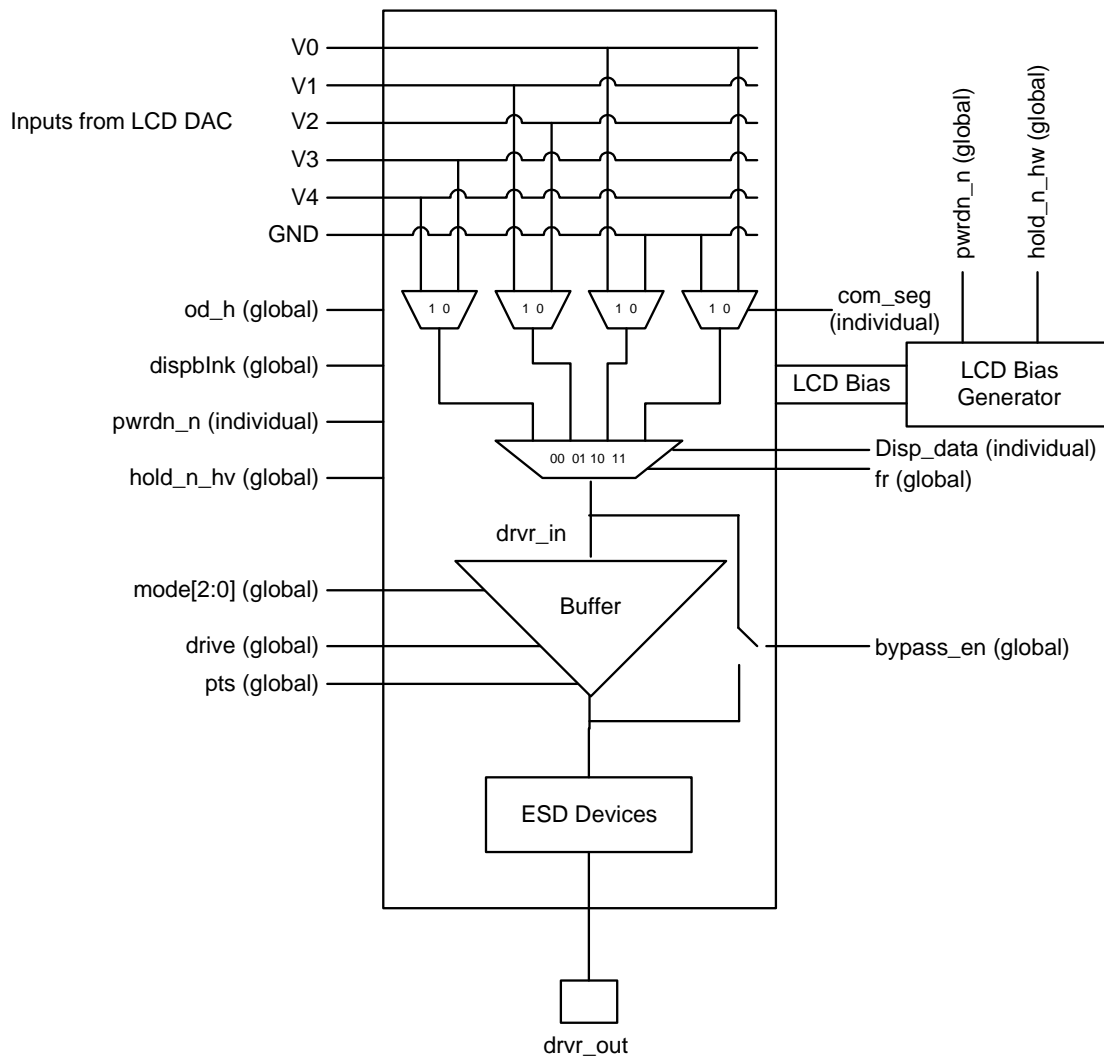 V0
V1
Inputs from LCD DAC
V2
V3
V4
GND
pwrdn_n (global)
hold_n_hw (global)
od_h (global)
1 0
1 0
1 0
1 0
com_seg
(individual)
dispblnk (global)
LCD Bias
LCD Bias
Generator
pwrdn_n (individual)
00 01 10 11
Disp_data (individual)
fr (global)
hold_n_hv (global)
drvr_in
mode[2:0] (global)
Buffer
drive (global)
bypass_en (global)
pts (global)
ESD Devices
drvr_out